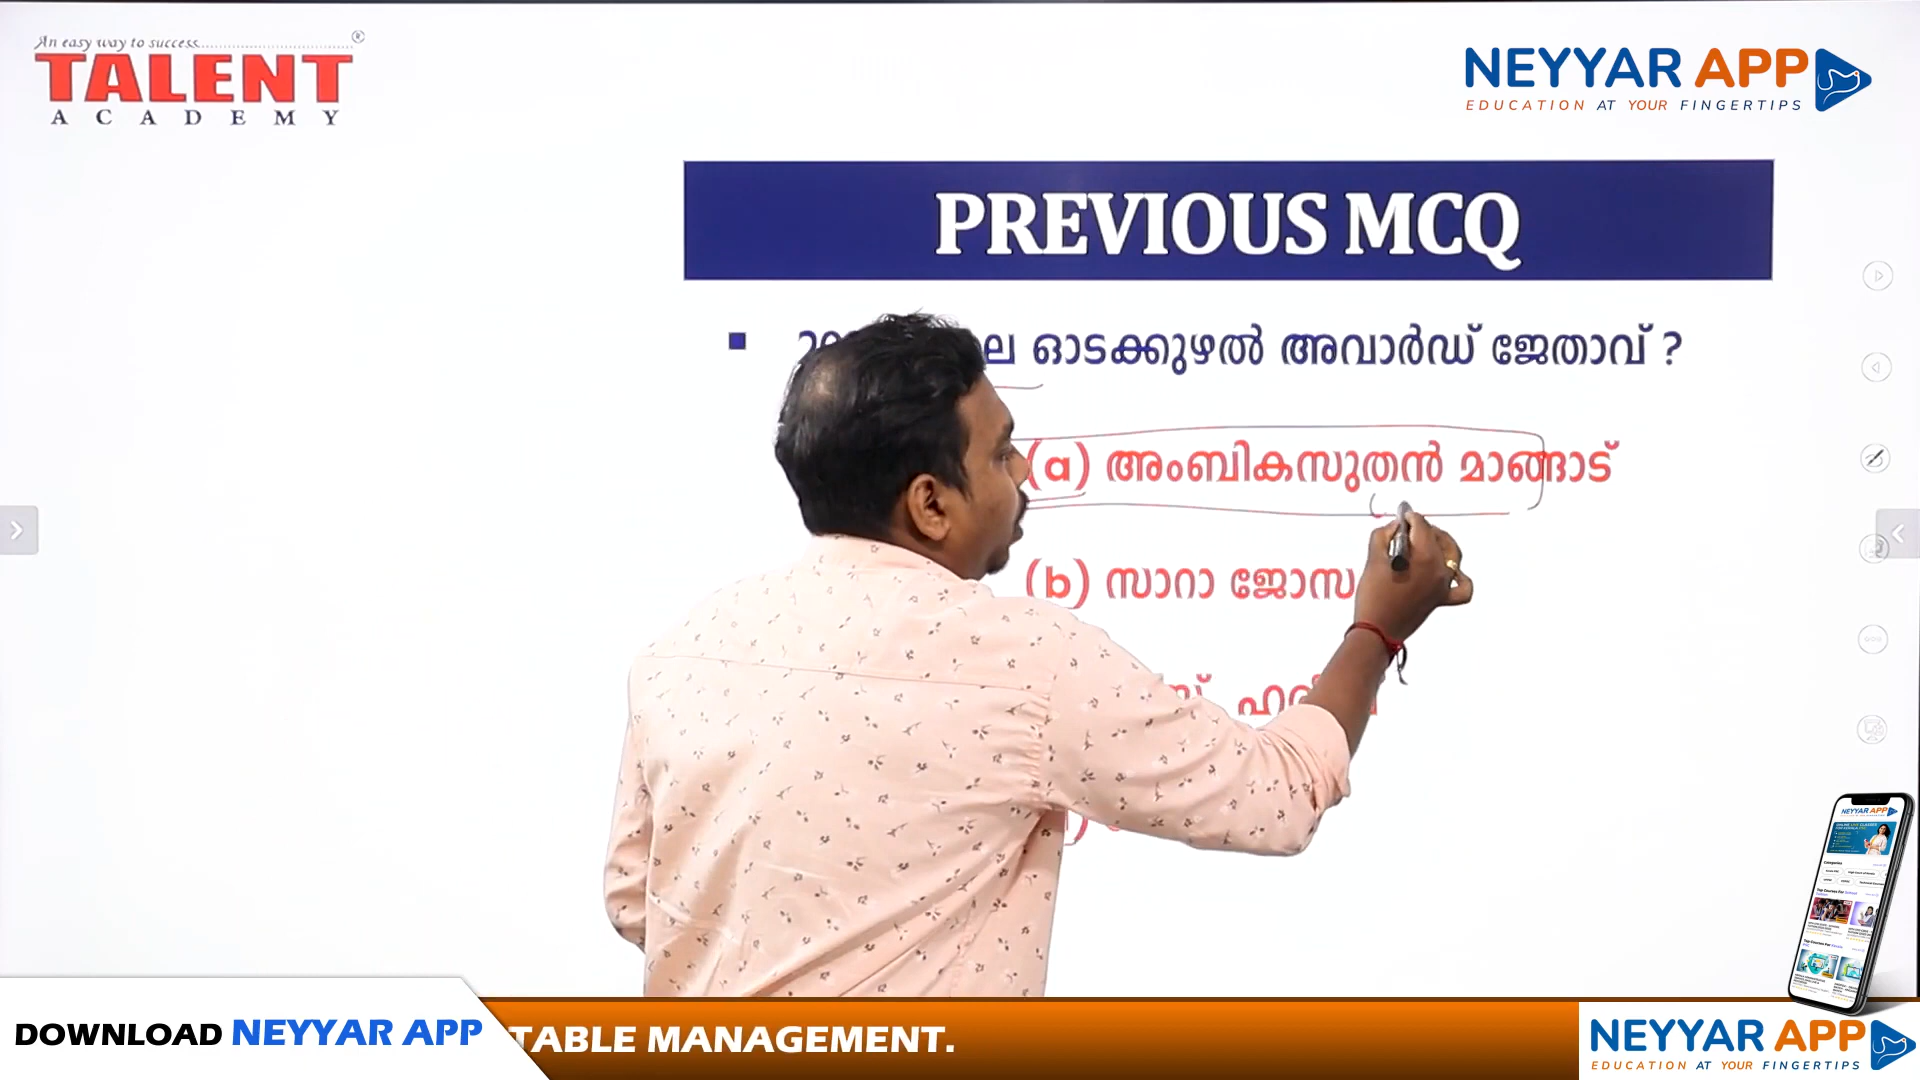 An easy way to success
TALENT
ACADEMY
NEYYAR APP
EDUCATION AT YOUR FINGERTIPS
PREVIOUS MCQ
ഓടക്കുഴൽ അവാർഡ് ജേതാവ് ?
(a) അംബികസുതൻ മാങ്ങാട്
(b) സാറാ
DOWNLOAD NEYYAR APP
TABLE MANAGEMENT.
NEYYAR APP
EDUCATION AT YOUR FINGERTIPS